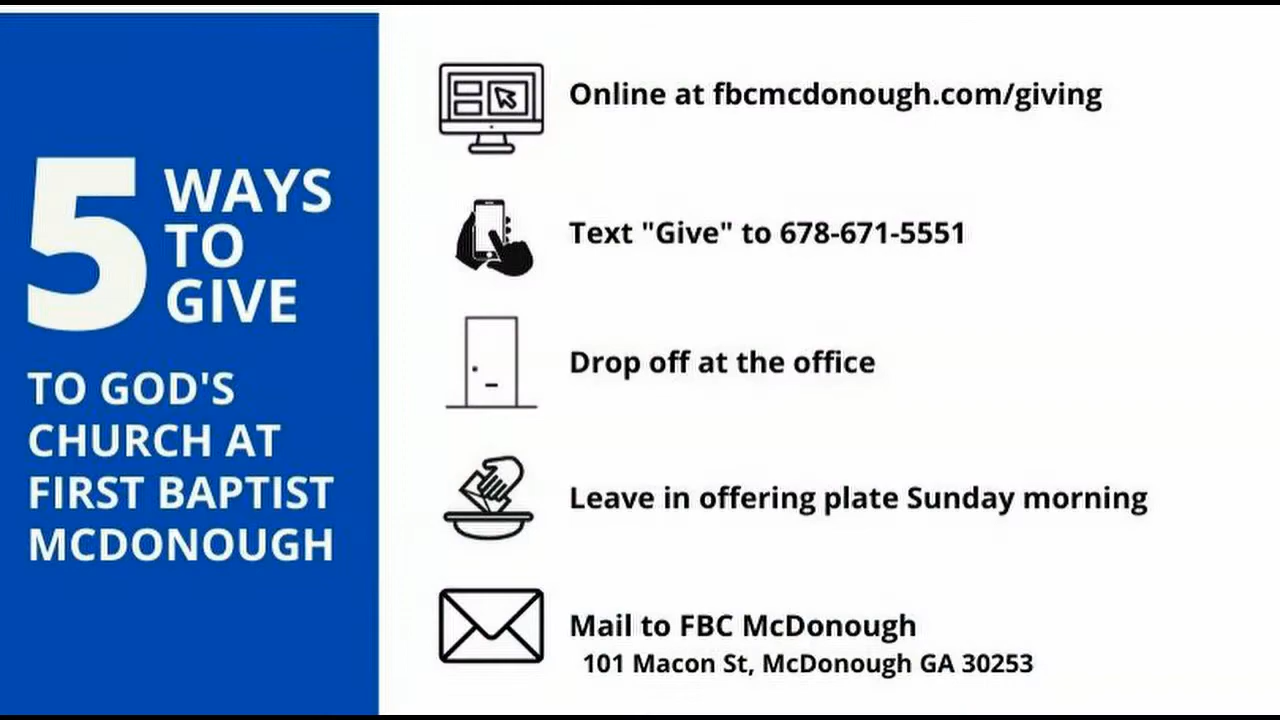 5 WAYS
TO
GIVE
TO GOD'S
CHURCH AT
FIRST BAPTIST
MCDONOUGH
Online at fbcmcdonough.com/giving
Text "Give" to 678-671-5551
Drop off at the office
Leave in offering plate Sunday morning
Mail to FBC McDonough
101 Macon St, McDonough GA 30253